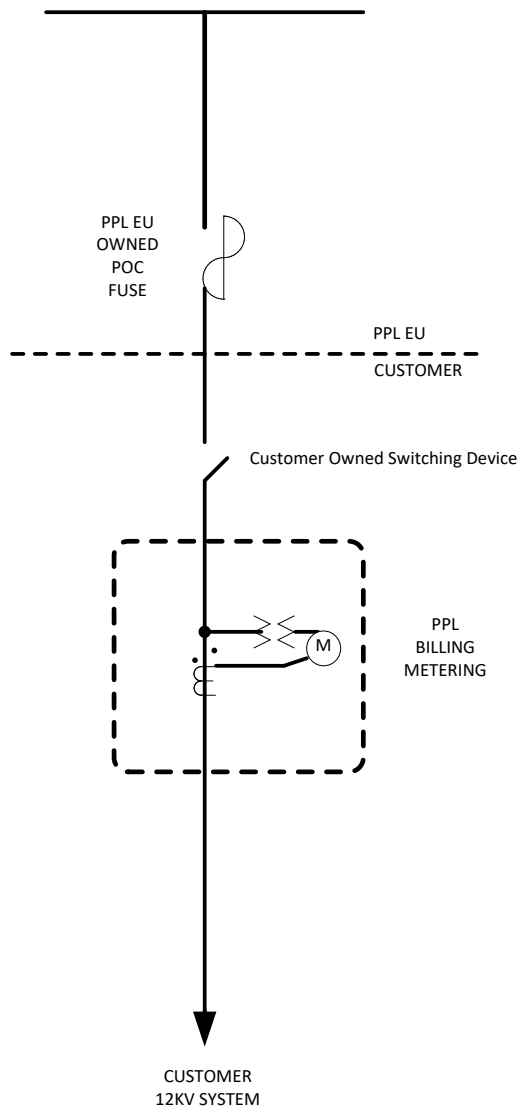 PPL EU
OWNED
POC
FUSE
PPL EU
CUSTOMER
Customer Owned Switching Device
M
PPL
BILLING
METERING
CUSTOMER
12KV SYSTEM